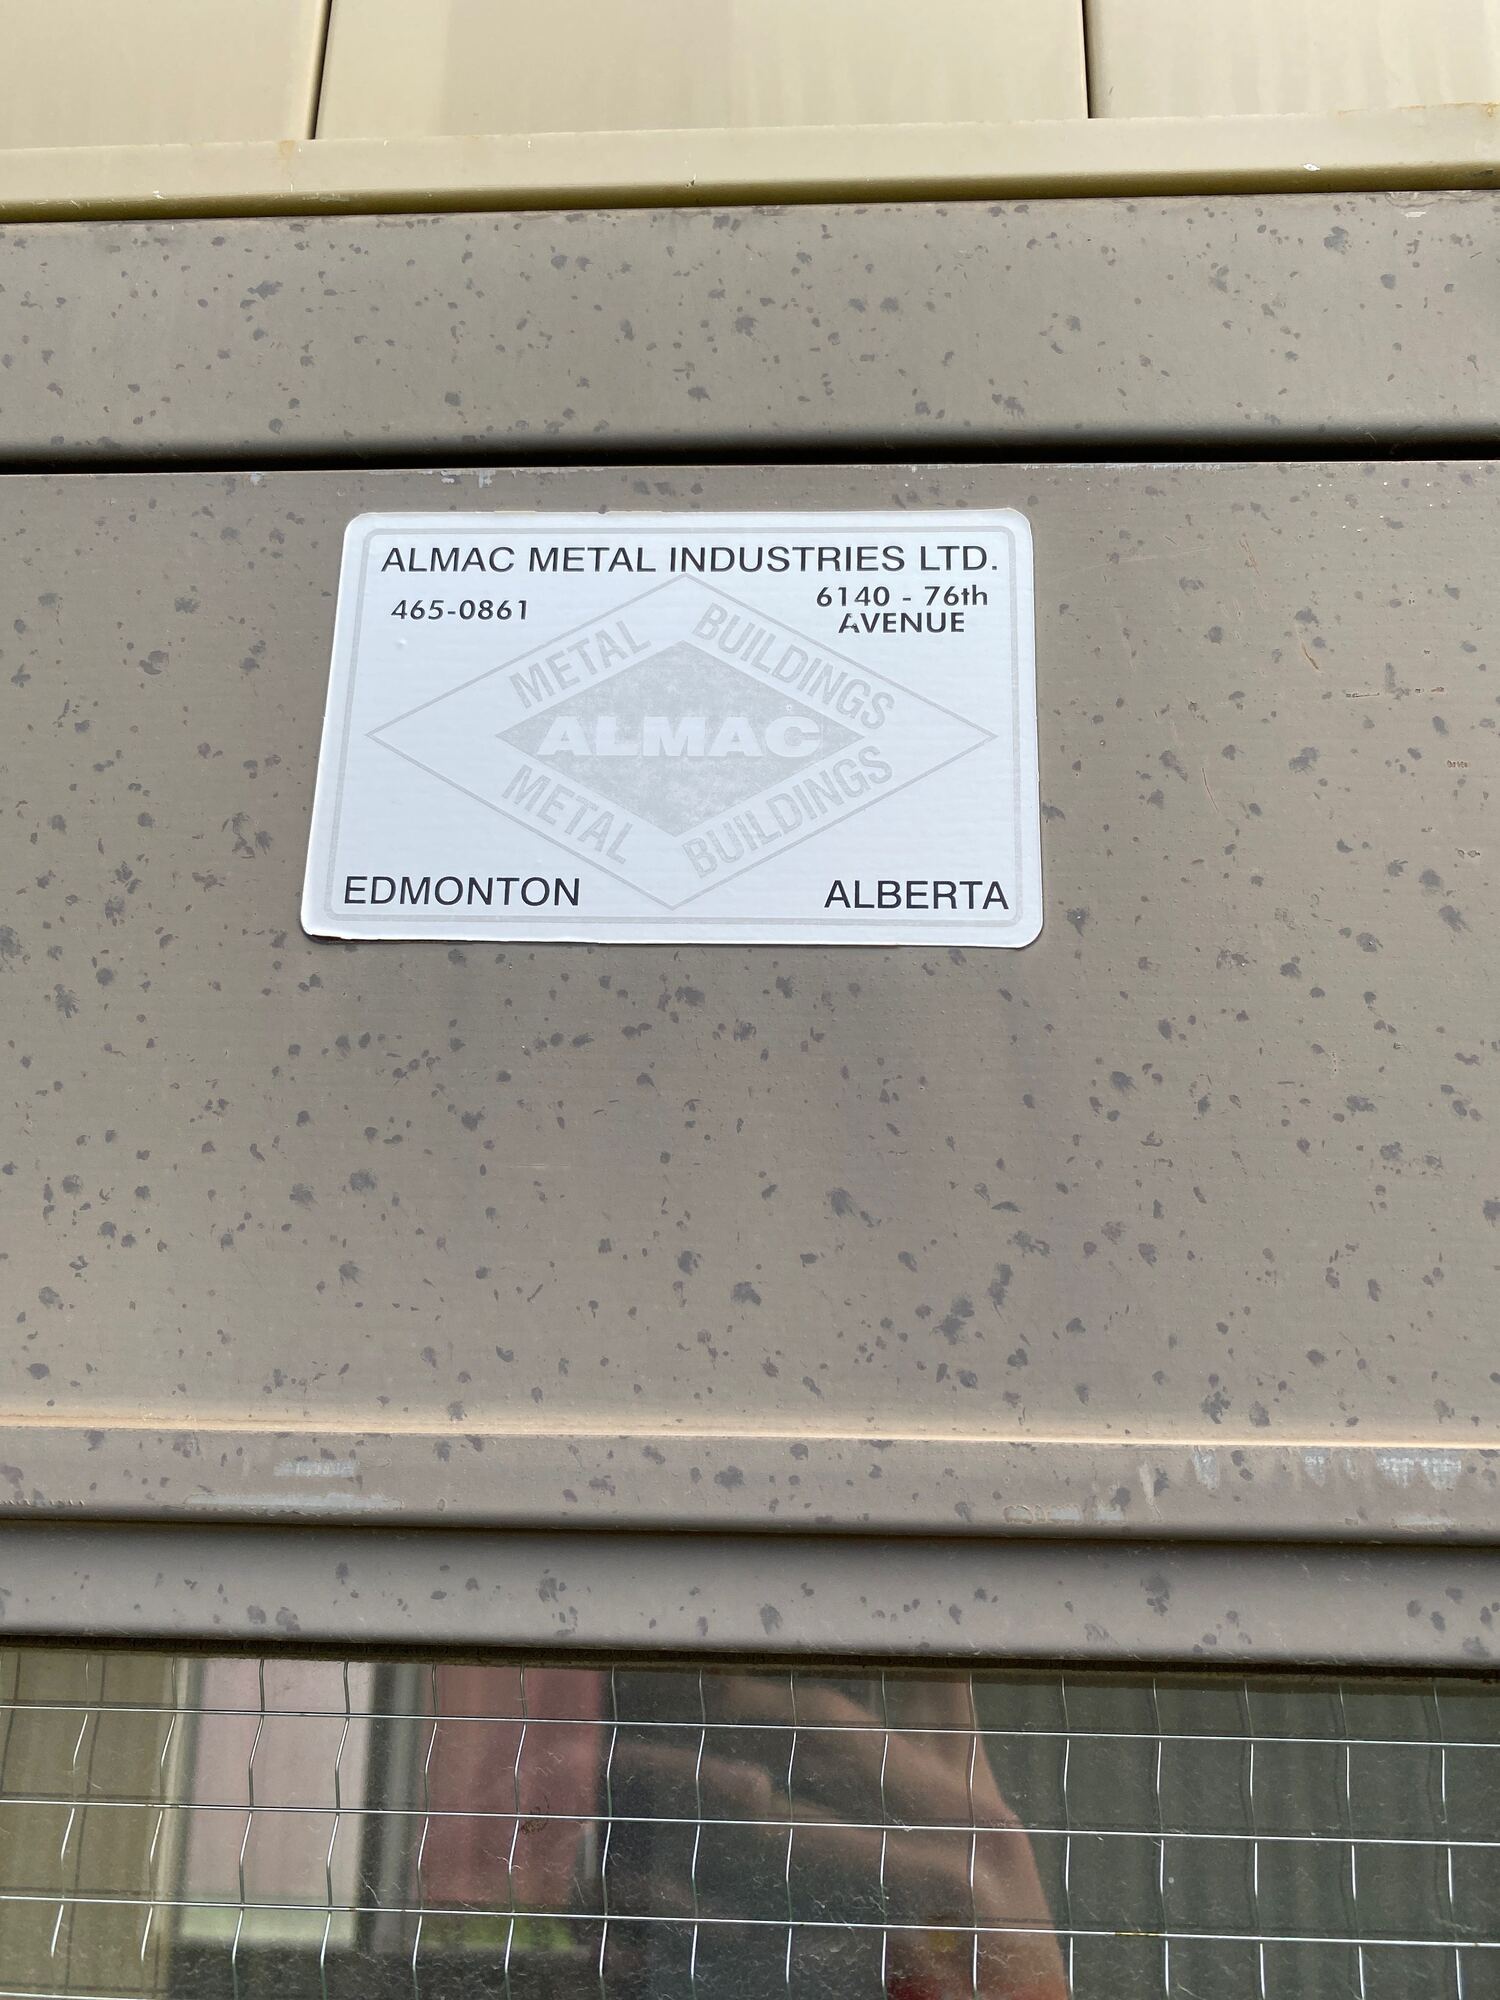 ALMAC METAL INDUSTRIES LTD.
465-0861
6140 - 76th
AVENUE
METAL BUILDINGS
ALMAC
METAL BUILDINGS
EDMONTON ALBERTA